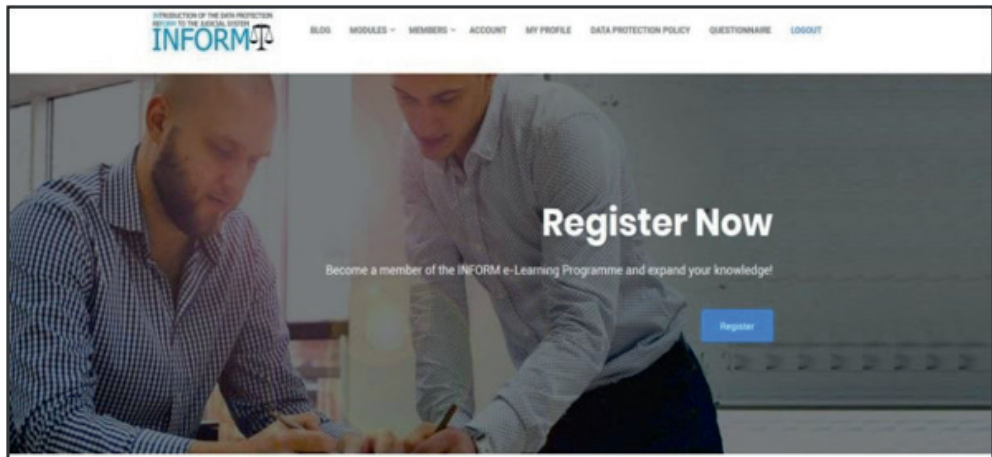 INTRODUCTION OF THE DATA PROTECTION
REFORM TO THE JUDICIAL SYSTEM
INFORM
BLOG MODULES MEMBERS ACCOUNT MY PROFILE DATA PROTECTION POLICY QUESTIONNAIRE LOGOUT
Register Now
Become a member of the INFORM e-Learning Programme and expand your knowledge!
Register